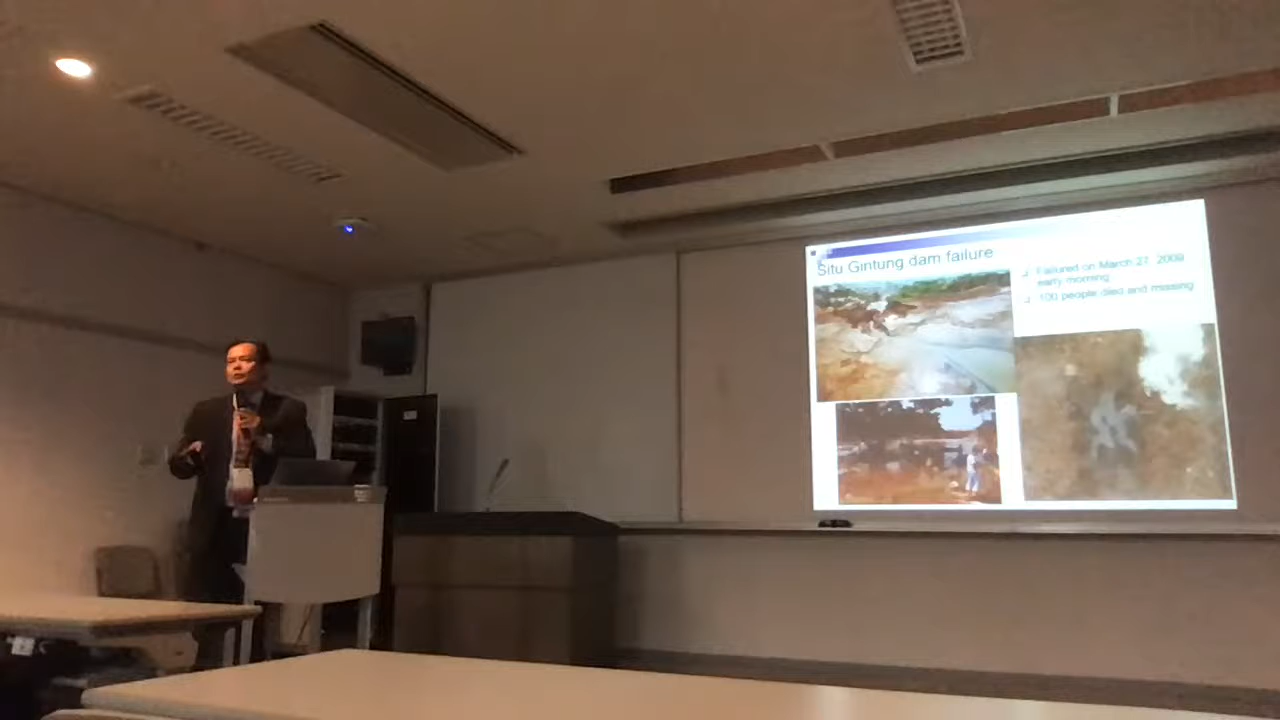 Situ Gintung dam failure
Failured on March 27, 2009
early morning
100 people died and missing